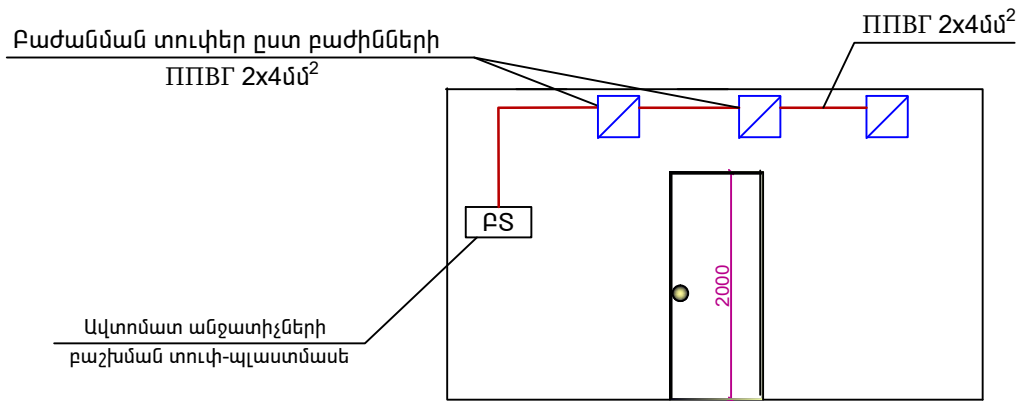 Բաժանման տուփեր ըստ բաժինների
ППВГ 2x4մմ²
ППВГ 2x4մմ²
ԲՏ
2000
Ավտոմատ անջատիչների
բաշխման տուփ-պլաստմասե